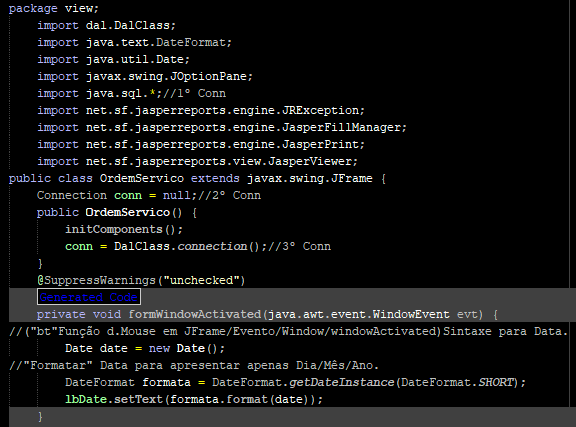 package view;
import dal.DalClass;
import java.text.DateFormat;
import java.util.Date;
import javax.swing.JOptionPane;
import java.sql.*;//1º Conn
import net.sf.jasperreports.engine.JRException;
import net.sf.jasperreports.engine.JasperFillManager;
import net.sf.jasperreports.engine.JasperPrint;
import net.sf.jasperreports.view.JasperViewer;
public class OrdemServico extends javax.swing.JFrame {
Connection conn = null;//2º Conn
public OrdemServico() {
initComponents();
conn = DalClass.connection();//3º Conn
}
@SuppressWarnings("unchecked")
Generated Code
private void formWindowActivated(java.awt.event.WindowEvent evt) {
//("bt"Função d.Mouse em JFrame/Evento/Window/windowActivated)Sintaxe para Data.
Date date = new Date();
//"Formatar" Data para apresentar apenas Dia/Mês/Ano.
DateFormat formata = DateFormat.getDateInstance(DateFormat.SHORT);
lbDate.setText(formata.format(date));
}